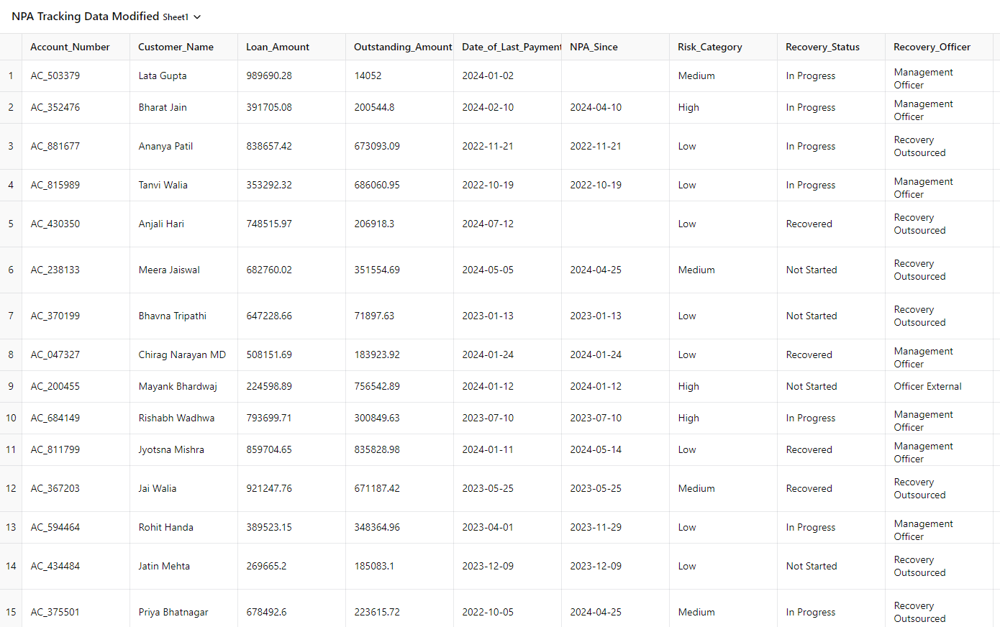 NPA Tracking Data Modified Sheet1
Account_Number Customer_Name Loan_Amount Outstanding_Amount Date_of_Last_Payment NPA_Since Risk_Category Recovery_Status Recovery_Officer
1 AC_503379 Lata Gupta 989690.28 14052 2024-01-02 Medium In Progress Management
Officer
2 AC_352476 Bharat Jain 391705.08 200544.8 2024-02-10 2024-04-10 High In Progress Management
Officer
3 AC_881677 Ananya Patil 838657.42 673093.09 2022-11-21 2022-11-21 Low In Progress Recovery
Outsourced
4 AC_815989 Tanvi Walia 353292.32 686060.95 2022-10-19 2022-10-19 Low In Progress Management
Officer
5 AC_430350 Anjali Hari 748515.97 206918.3 2024-07-12 Low Recovered Recovery
Outsourced
6 AC_238133 Meera Jaiswal 682760.02 351554.69 2024-05-05 2024-04-25 Medium Not Started Recovery
Outsourced
7 AC_370199 Bhavna Tripathi 647228.66 71897.63 2023-01-13 2023-01-13 Low Not Started Recovery
Outsourced
8 AC_047327 Chirag Narayan MD 508151.69 183923.92 2024-01-24 2024-01-24 Low Recovered Management
Officer
9 AC_200455 Mayank Bhardwaj 224598.89 756542.89 2024-01-12 2024-01-12 High Not Started Officer External
10 AC_684149 Rishabh Wadhwa 793699.71 300849.63 2023-07-10 2023-07-10 High In Progress Management
Officer
11 AC_811799 Jyotsna Mishra 859704.65 835828.98 2024-01-11 2024-05-14 Low Recovered Management
Officer
12 AC_367203 Jai Walia 921247.76 671187.42 2023-05-25 2023-05-25 Medium Recovered Recovery
Outsourced
13 AC_594464 Rohit Handa 389523.15 348364.96 2023-04-01 2023-11-29 Low In Progress Management
Officer
14 AC_434484 Jatin Mehta 269665.2 185083.1 2023-12-09 2023-12-09 Low Not Started Recovery
Outsourced
15 AC_375501 Priya Bhatnagar 678492.6 223615.72 2022-10-05 2024-04-25 Medium In Progress Recovery
Outsourced